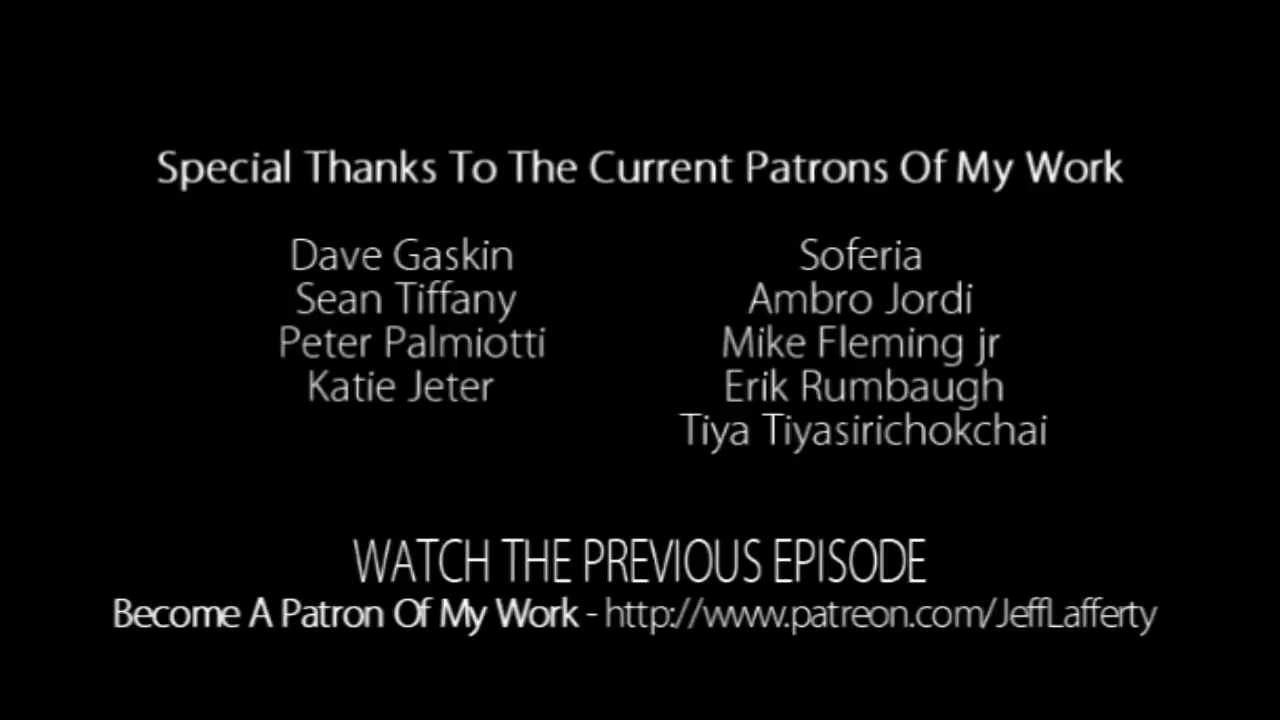 Special Thanks To The Current Patrons Of My Work
Dave Gaskin
Sean Tiffany
Peter Palmiotti
Katie Jeter
Soferia
Ambro Jordi
Mike Fleming jr
Erik Rumbaugh
Tiya Tiyasirichokchai
WATCH THE PREVIOUS EPISODE
Become A Patron Of My Work - http://www.patreon.com/JeffLafferty